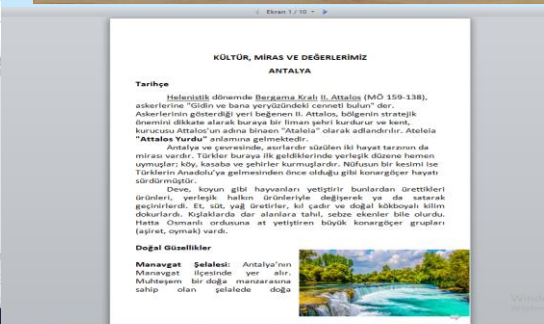 Ekran 1 / 10
KÜLTÜR, MİRAS VE DEĞERLERİMİZ
ANTALYA
Tarihçe
Helenistik dönemde Bergama Kralı II. Attalos (MÖ 159-138),
askerlerine "Gidin ve bana yeryüzündeki cenneti bulun" der.
Askerlerinin gösterdiği yeri beğenen II. Attalos, bölgenin stratejik
önemini dikkate alarak buraya bir liman şehri kurdurur ve kent,
kurucusu Attalos'un adına binaen "Ataleia" olarak adlandırılır. Ateleia
"Attalos Yurdu" anlamına gelmektedir.
Antalya ve çevresinde, asırlardır süzülen iki hayat tarzının da
mirası vardır. Türkler buraya ilk geldiklerinde yerleşik düzene hemen
uymuşlar; köy, kasaba ve şehirler kurmuşlardır. Nüfusun bir kesimi ise
Türklerin Anadolu'ya gelmesinden önce olduğu gibi konargöçer hayatı
sürdürmüştür.
Deve, koyun gibi hayvanları yetiştirir bunlardan ürettikleri
ürünleri, yerleşik halkın ürünleriyle değişerek ya da satarak
geçinirlerdi. Et, süt, yağ üretirler, kıl çadır ve doğal kökboyalı kilim
dokurlardı. Kışlaklarda dar alanlara tahıl, sebze ekenler bile olurdu.
Hatta Osmanlı ordusuna at yetiştiren büyük konargöçer grupları
(aşiret, oymak) vardı.
Doğal Güzellikler
Manavgat Şelalesi: Antalya'nın
Manavgat ilçesinde yer alır.
Muhteşem bir doğa manzarasına
sahip olan şelalede doğa